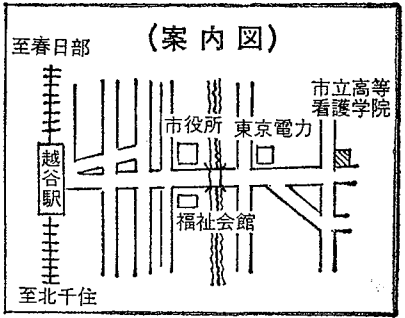 (案内図)
至春日部
市立高等
看護学院
市役所
東京電力
越谷駅
福祉会館
至北千住